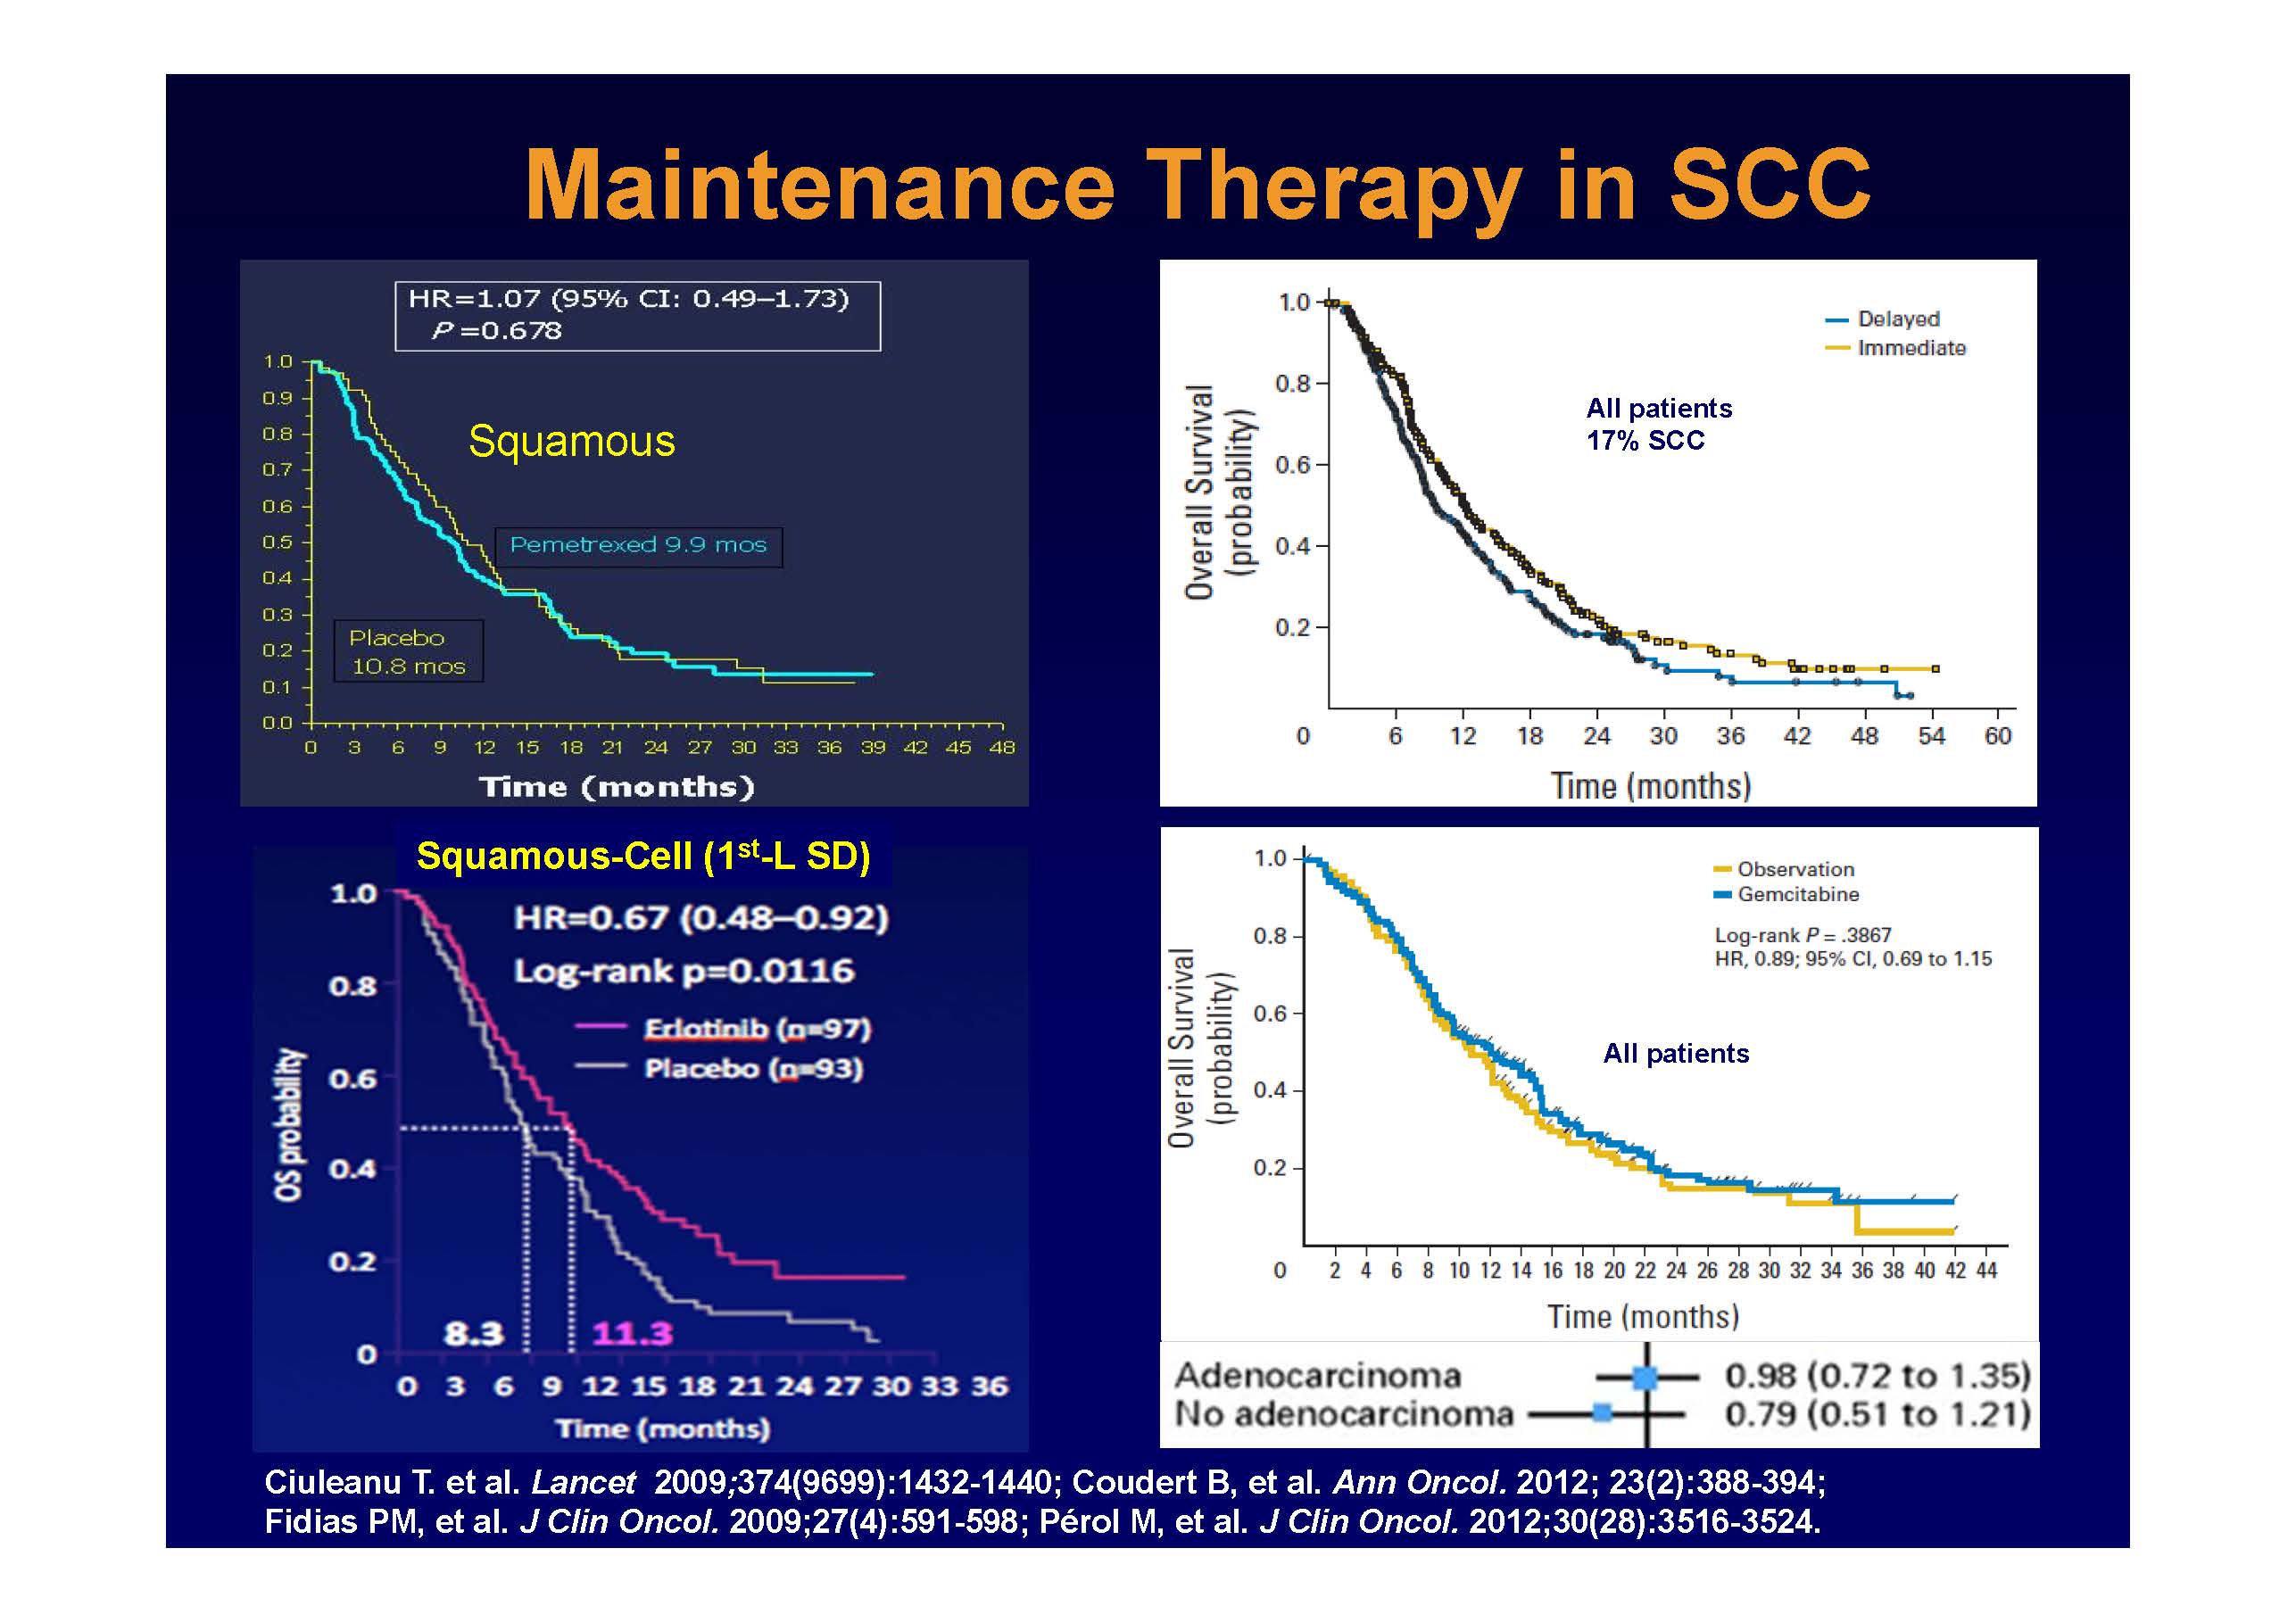 Maintenance Therapy in SCC
HR=1.07 (95% CI: 0.49–1.73)
P =0.678
1.0
0.9
0.8
0.7
0.6
0.5
0.4
0.3
0.2
0.1
0.0
Squamous
Pemetrexed 9.9 mos
Placebo
10.8 mos
0 3 6 9 12 15 18 21 24 27 30 33 36 39 42 45 48
Time (months)
1.0
0.8
0.6
0.4
0.2
Overall Survival
(probability)
Delayed
Immediate
All patients
17% SCC
0 6 12 18 24 30 36 42 48 54 60
Time (months)
Squamous-Cell (1st-L SD)
HR=0.67 (0.48–0.92)
Log-rank p=0.0116
Erlotinib (n=97)
Placebo (n=93)
OS probability
1.0
0.8
0.6
0.4
0.2
0
8.3
11.3
0 3 6 9 12 15 18 21 24 27 30 33 36
Time (months)
1.0
0.8
0.6
0.4
0.2
Overall Survival
(probability)
Observation
Gemcitabine
Log-rank P = .3867
HR, 0.89; 95% CI, 0.69 to 1.15
All patients
0 2 4 6 8 10 12 14 16 18 20 22 24 26 28 30 32 34 36 38 40 42 44
Time (months)
Adenocarcinoma 0.98 (0.72 to 1.35)
No adenocarcinoma 0.79 (0.51 to 1.21)
Ciuleanu T. et al. Lancet 2009;374(9699):1432-1440; Coudert B, et al. Ann Oncol. 2012; 23(2):388-394;
Fidias PM, et al. J Clin Oncol. 2009;27(4):591-598; Pérol M, et al. J Clin Oncol. 2012;30(28):3516-3524.